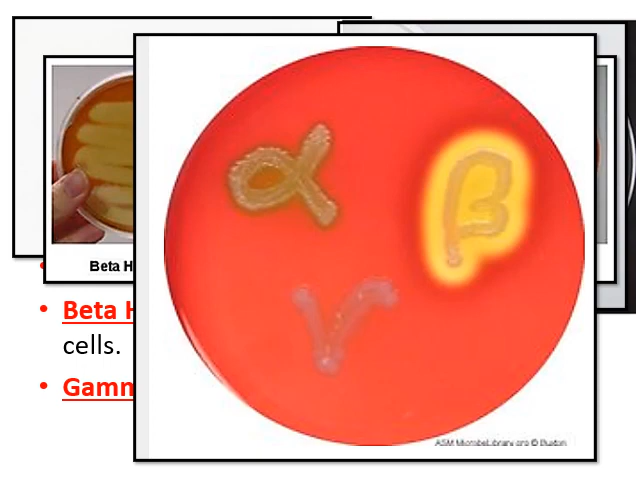 α
β
γ
Beta H
• Beta H
cells.
• Gamm
ASM MicrobeLibrary.org © Buxton